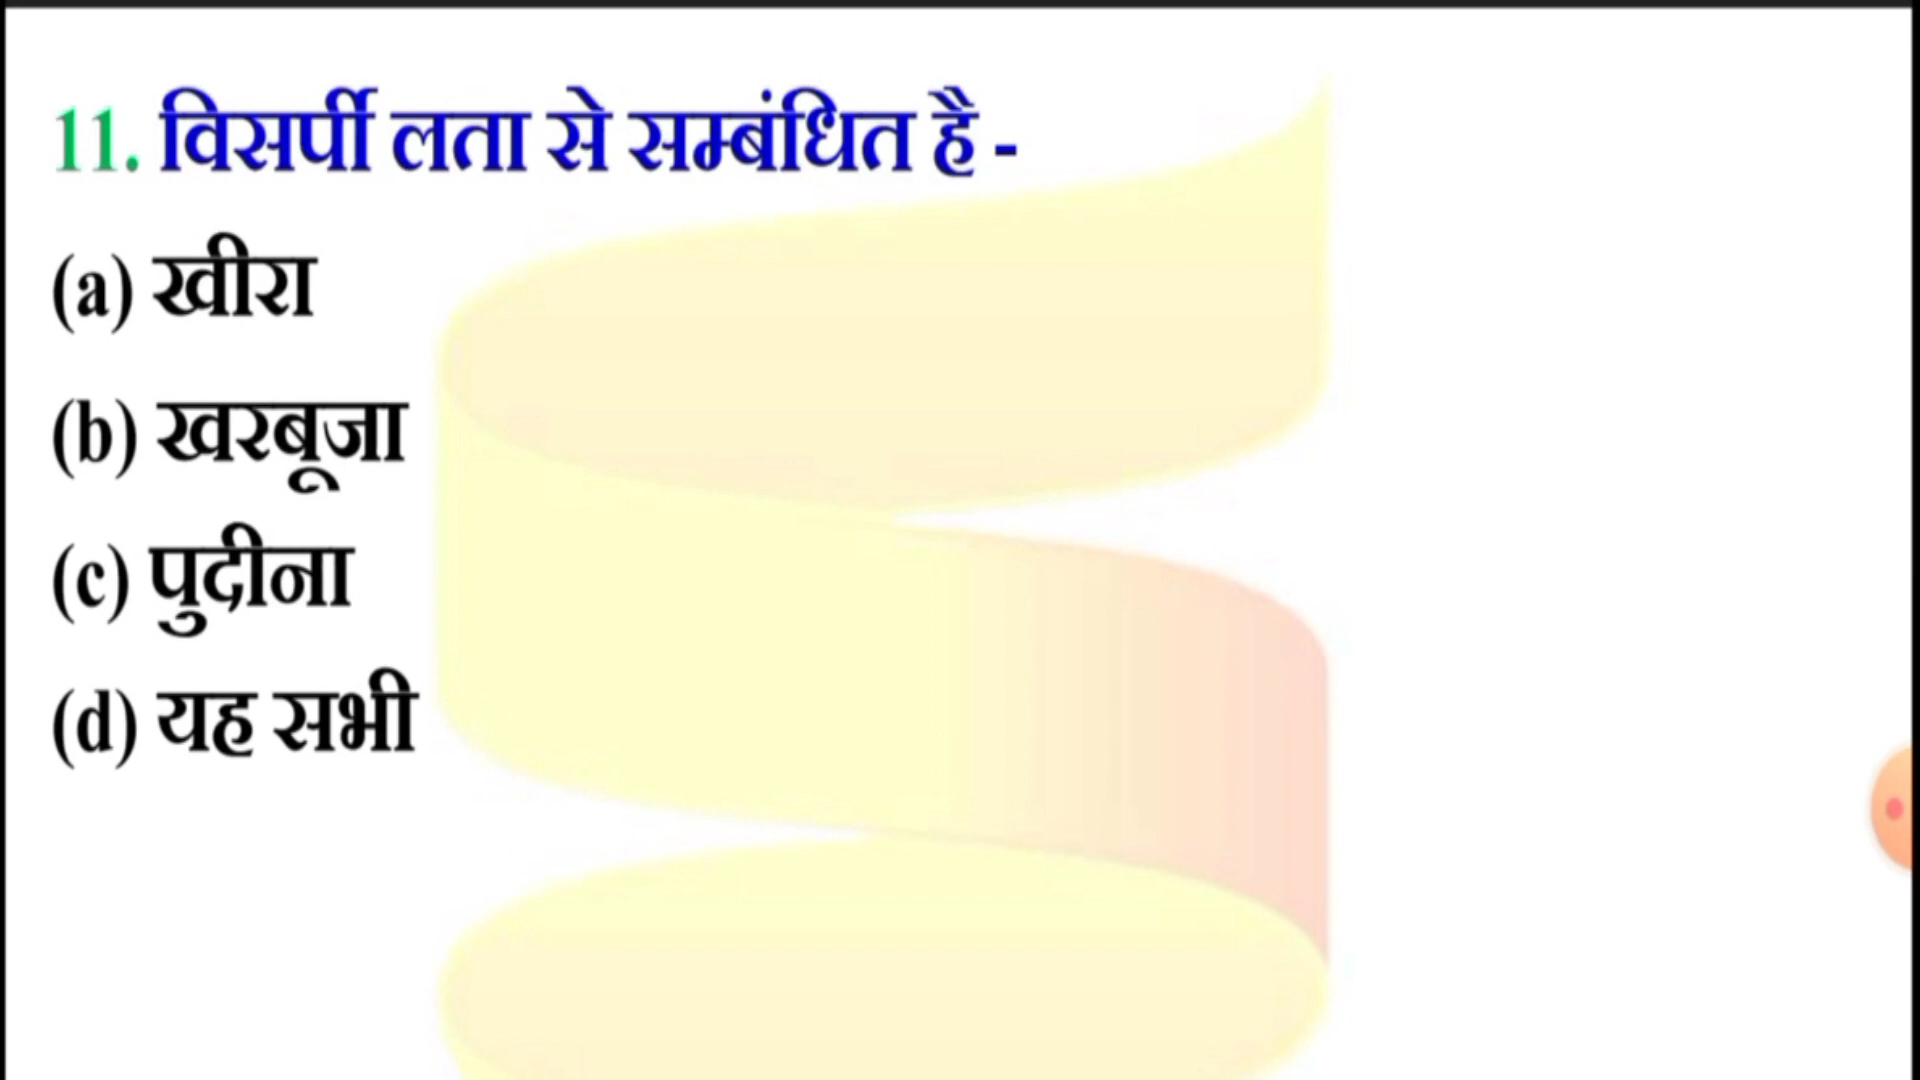 11. विसर्पी लता से सम्बंधित है -
(a) खीरा
(b) खरबूजा
(c) पुदीना
(d) यह सभी